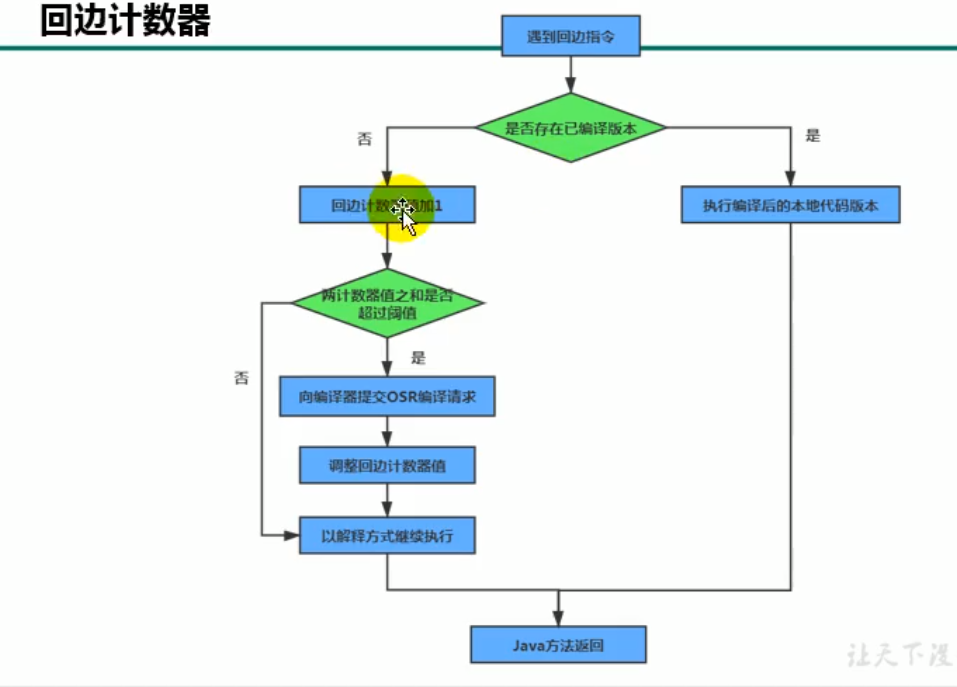 回边计数器
遇到回边指令
是否存在已编译版本
否
是
回边计数器值加1
执行编译后的本地代码版本
两计数器值之和是否
超过阈值
是
否
向编译器提交OSR编译请求
调整回边计数器值
以解释方式继续执行
Java方法返回
让天下没